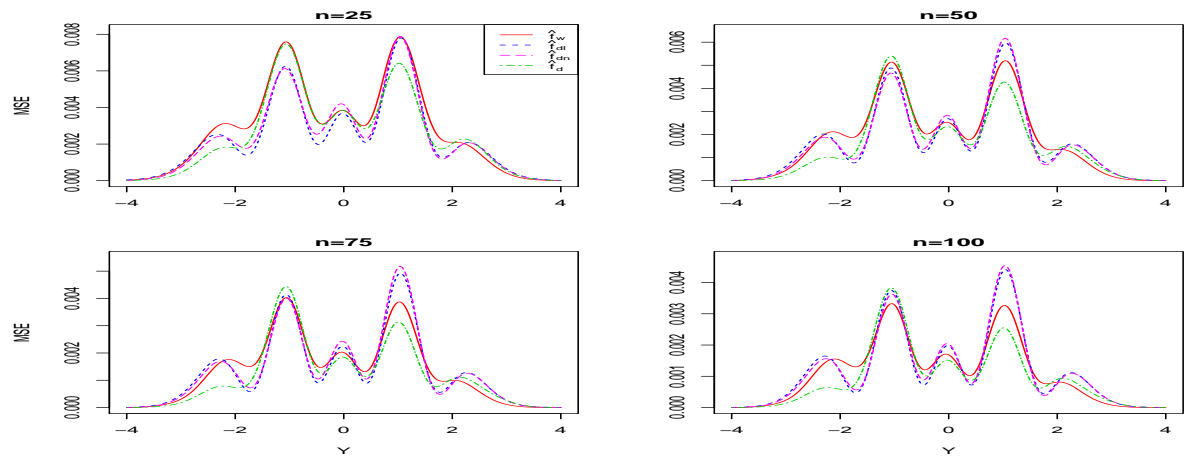 n=25
MSE
0.000 0.002 0.004 0.006 0.008
f̂w
f̂dl
f̂dn
f̂d
−4 −2 0 2 4
n=50
0.000 0.002 0.004 0.006
−4 −2 0 2 4
n=75
MSE
0.000 0.002 0.004
−4 −2 0 2 4
Y
n=100
0.000 0.001 0.002 0.003 0.004
−4 −2 0 2 4
Y